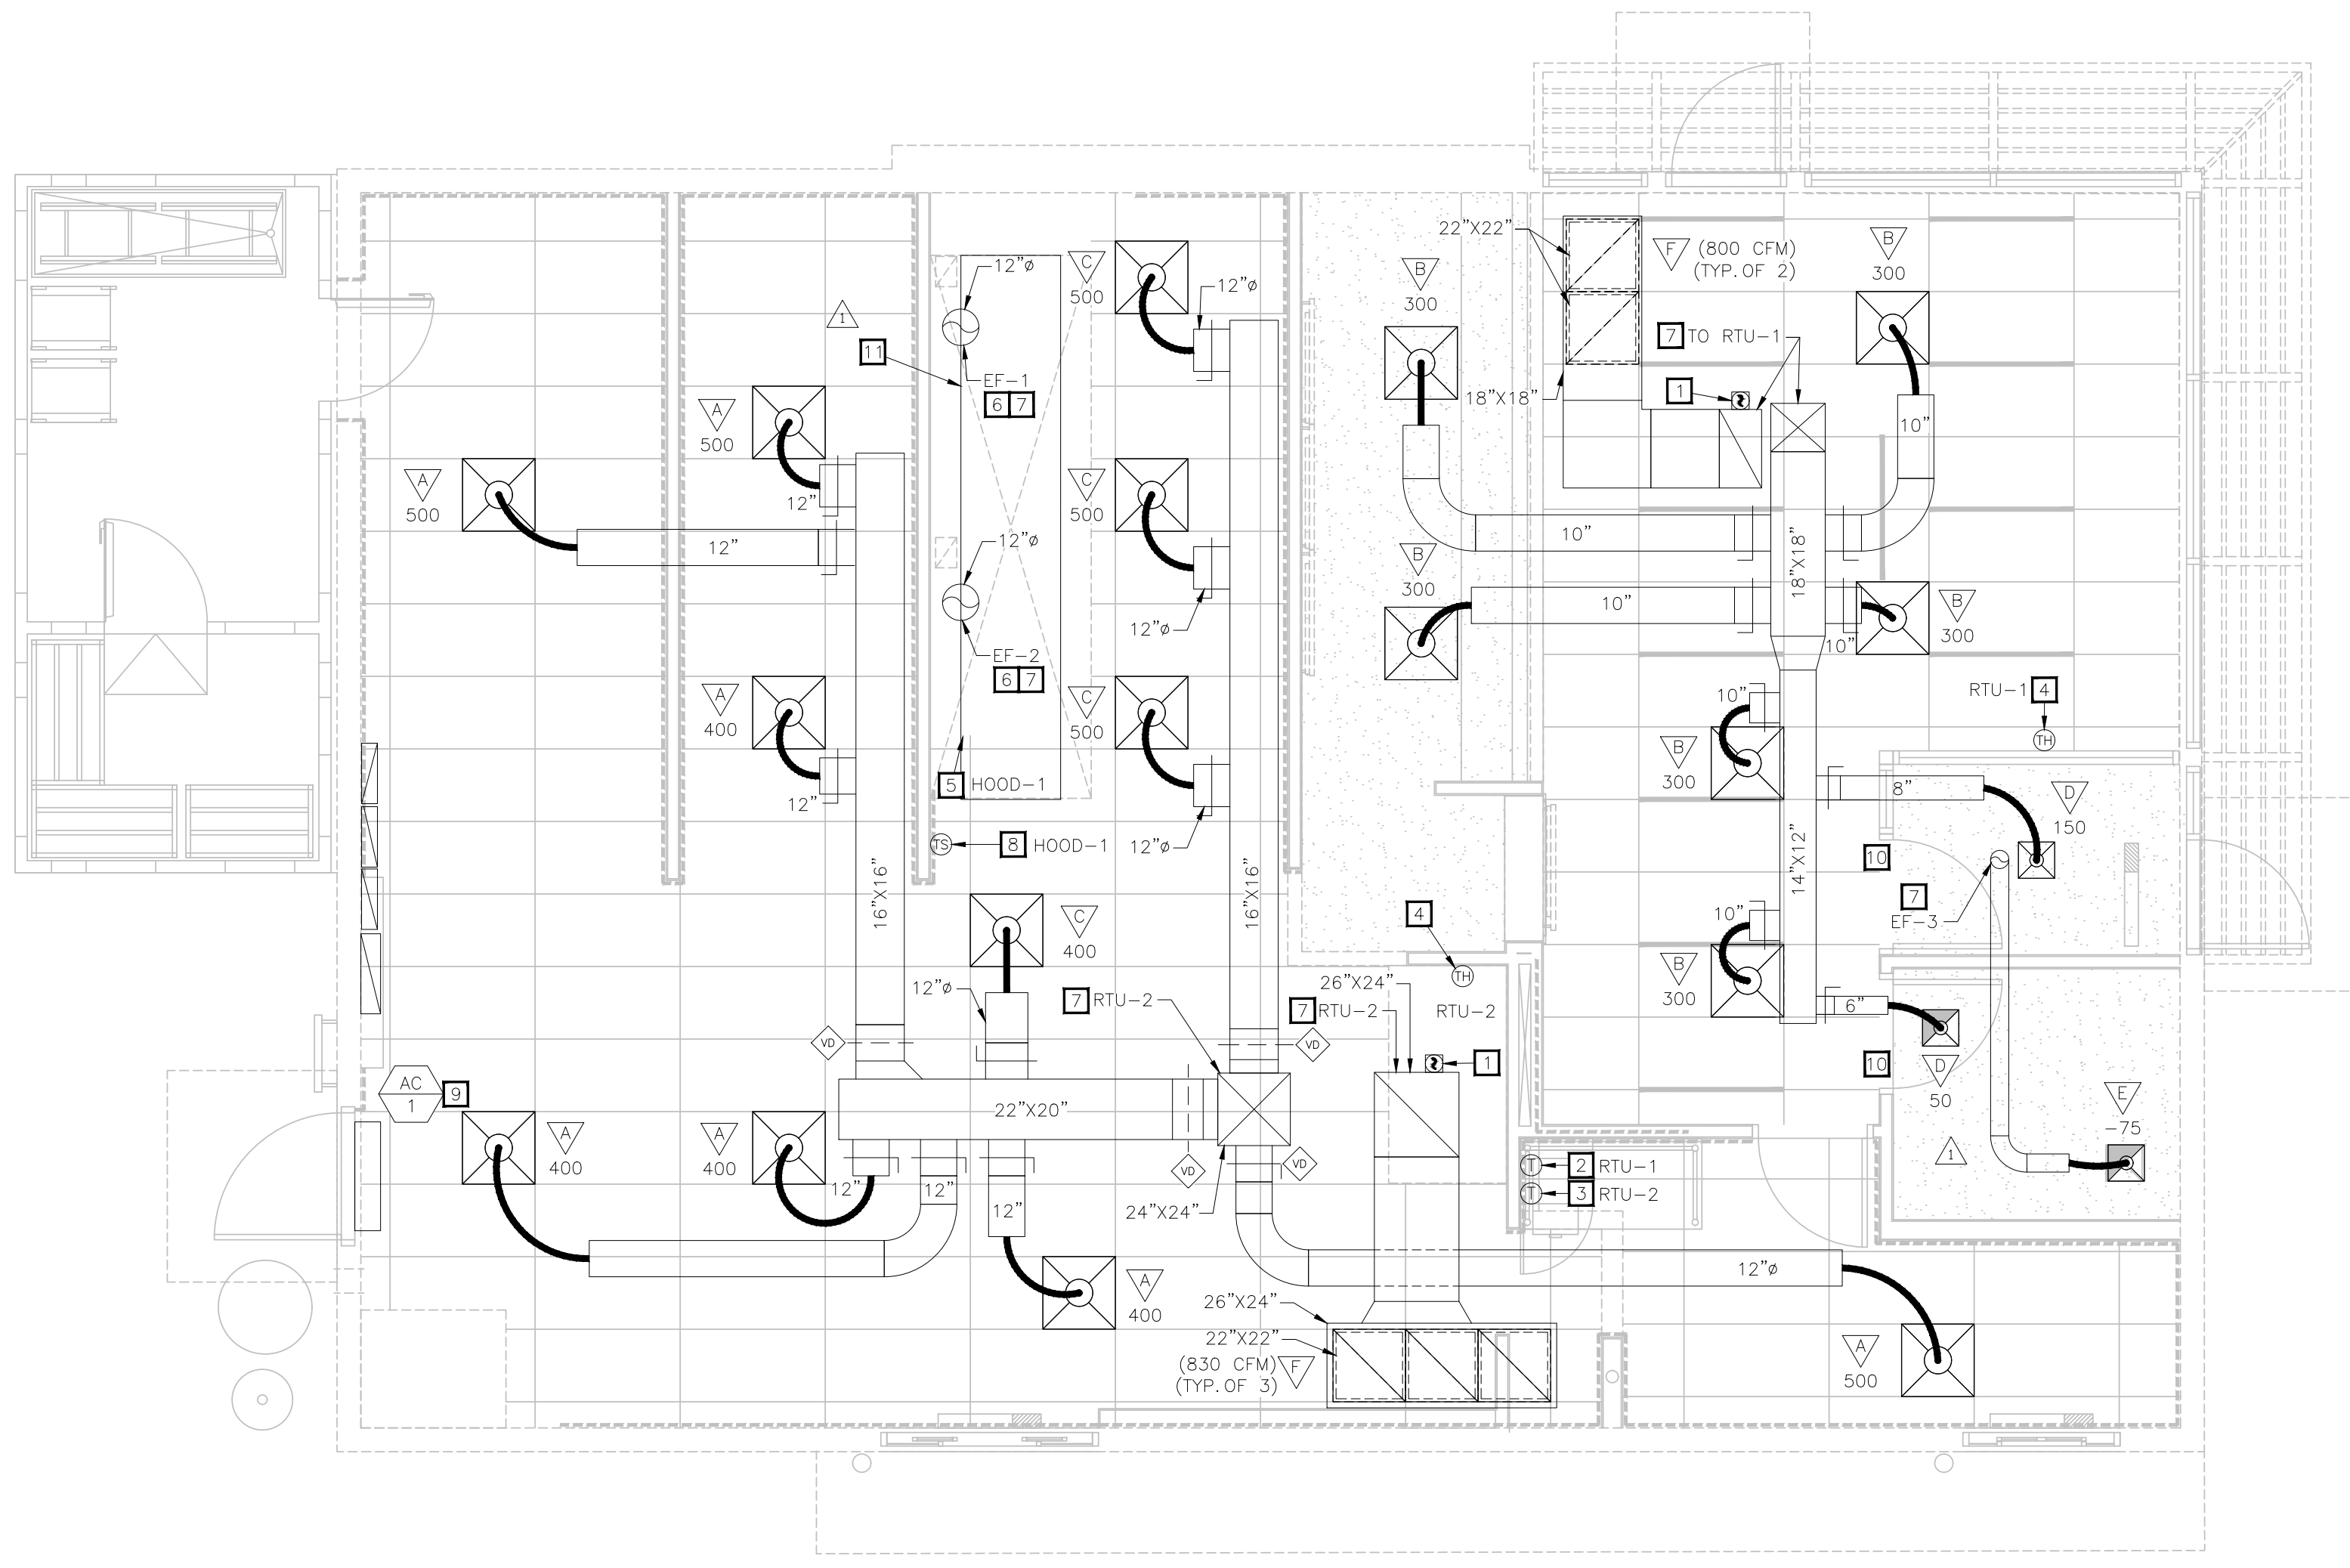 22"X22"
F
(800 CFM)
(TYP.OF 2)
B
300
B
300
C
500
12"ø
12"ø
1
11
7
TO RTU-1
EF-1
6
7
1
18"X18"
A
500
A
500
10"
C
500
12"
12"
12"ø
10"
18"X18"
B
300
10"
B
300
12"ø
10"
EF-2
6
7
A
400
C
500
10"
B
300
RTU-1
4
TH
5
HOOD-1
12"
8"
D
150
TS
8
HOOD-1
12"ø
10
14"X12"
16"X16"
16"X16"
7
EF-3
C
400
4
TH
10"
B
300
12"ø
7
RTU-2
26"X24"
7
RTU-2
RTU-2
6"
VD
VD
1
10
D
50
AC
1
9
22"X20"
E
-75
A
400
A
400
VD
VD
1
T
2
RTU-1
T
3
RTU-2
12"
12"
12"
24"X24"
12"ø
A
400
26"X24"
22"X22"
(830 CFM)
F
(TYP.OF 3)
A
500